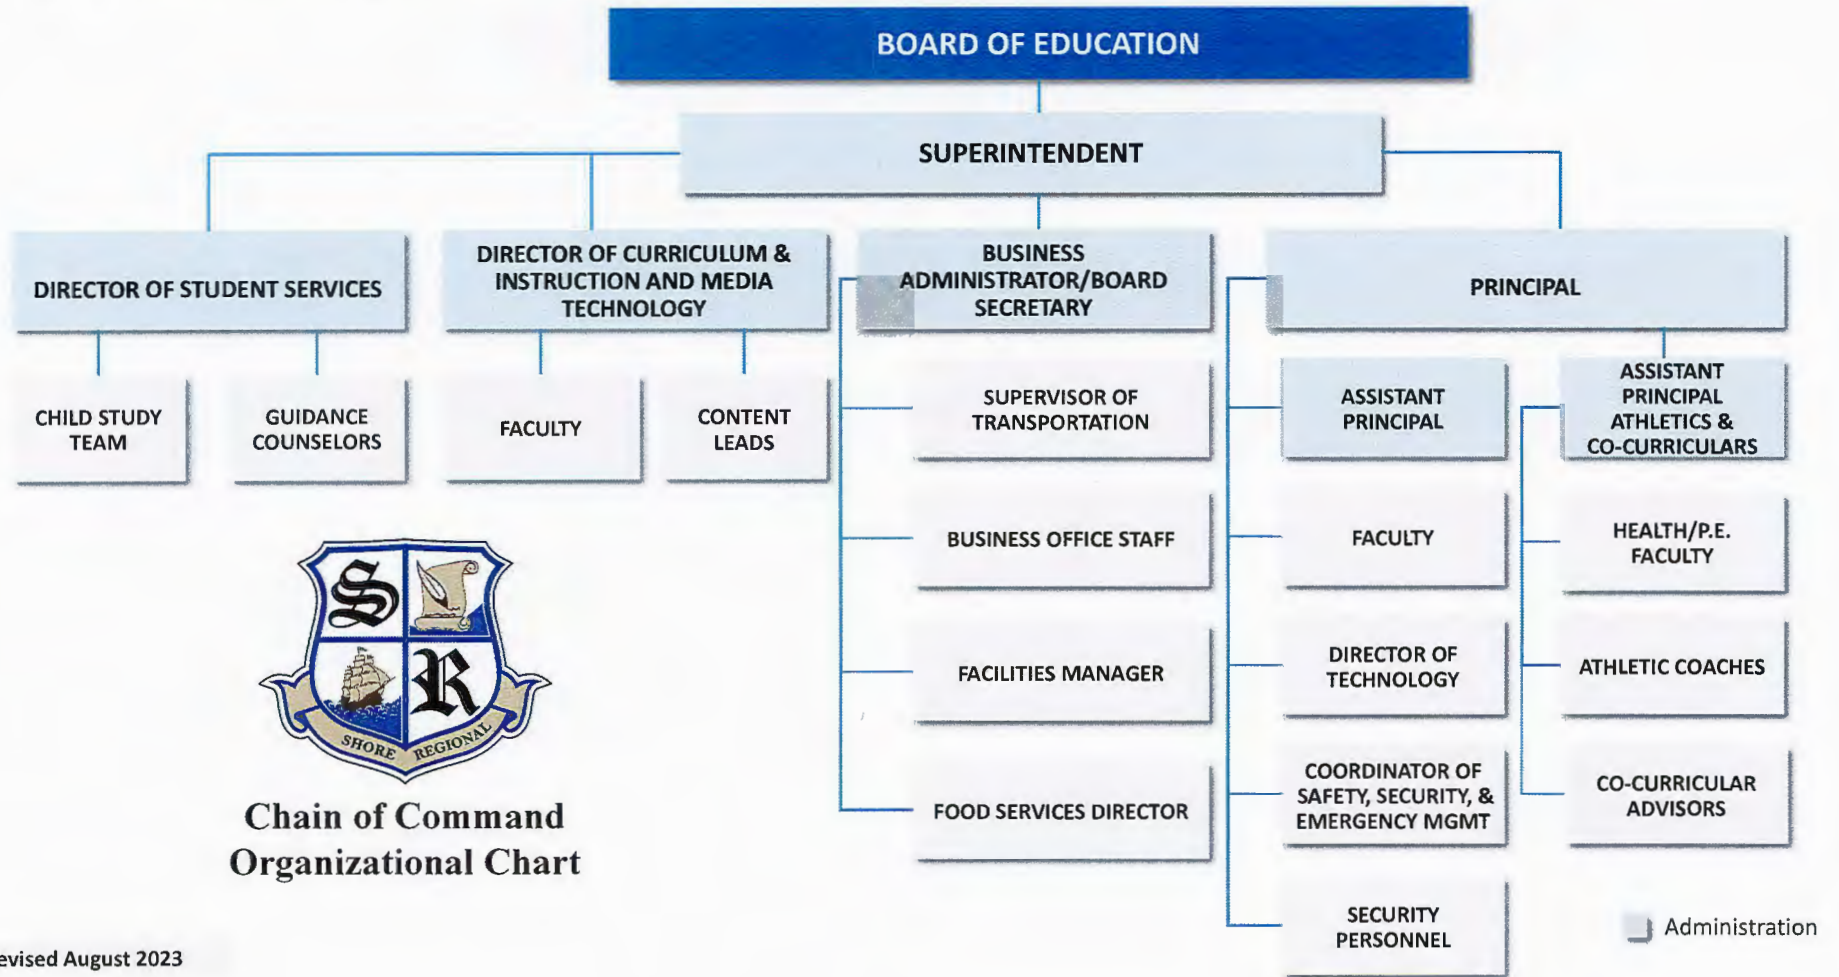 BOARD OF EDUCATION
SUPERINTENDENT
DIRECTOR OF STUDENT SERVICES
DIRECTOR OF CURRICULUM &
INSTRUCTION AND MEDIA
TECHNOLOGY
BUSINESS
ADMINISTRATOR/BOARD
SECRETARY
PRINCIPAL
CHILD STUDY
TEAM
GUIDANCE
COUNSELORS
FACULTY
CONTENT
LEADS
SUPERVISOR OF
TRANSPORTATION
BUSINESS OFFICE STAFF
FACILITIES MANAGER
FOOD SERVICES DIRECTOR
ASSISTANT
PRINCIPAL
FACULTY
DIRECTOR OF
TECHNOLOGY
COORDINATOR OF
SAFETY, SECURITY, &
EMERGENCY MGMT
SECURITY
PERSONNEL
ASSISTANT
PRINCIPAL
ATHLETICS &
CO-CURRICULARS
HEALTH/P.E.
FACULTY
ATHLETIC COACHES
CO-CURRICULAR
ADVISORS
S
R
SHORE REGIONAL
Chain of Command
Organizational Chart
Administration
evised August 2023